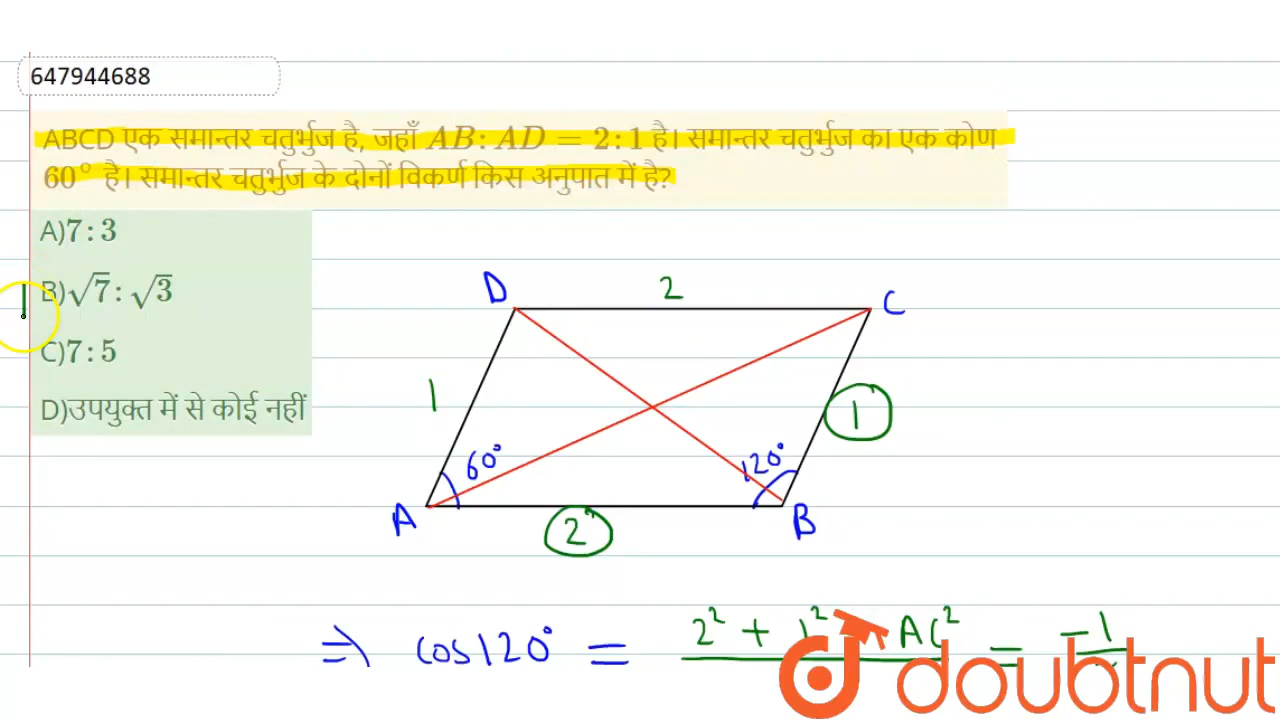 647944688
ABCD एक समान्तर चतुर्भुज है, जहाँ AB : AD = 2 : 1 है। समान्तर चतुर्भुज का एक कोण
60° है। समान्तर चतुर्भुज के दोनों विकर्ण किस अनुपात में है?
A)7 : 3
B)√7 : √3
C)7 : 5
D)उपयुक्त में से कोई नहीं
D
2
C
1
1
60°
120°
A
2
B
⇒ cos120° = 2² + 1² AC² = -1
doubtnut